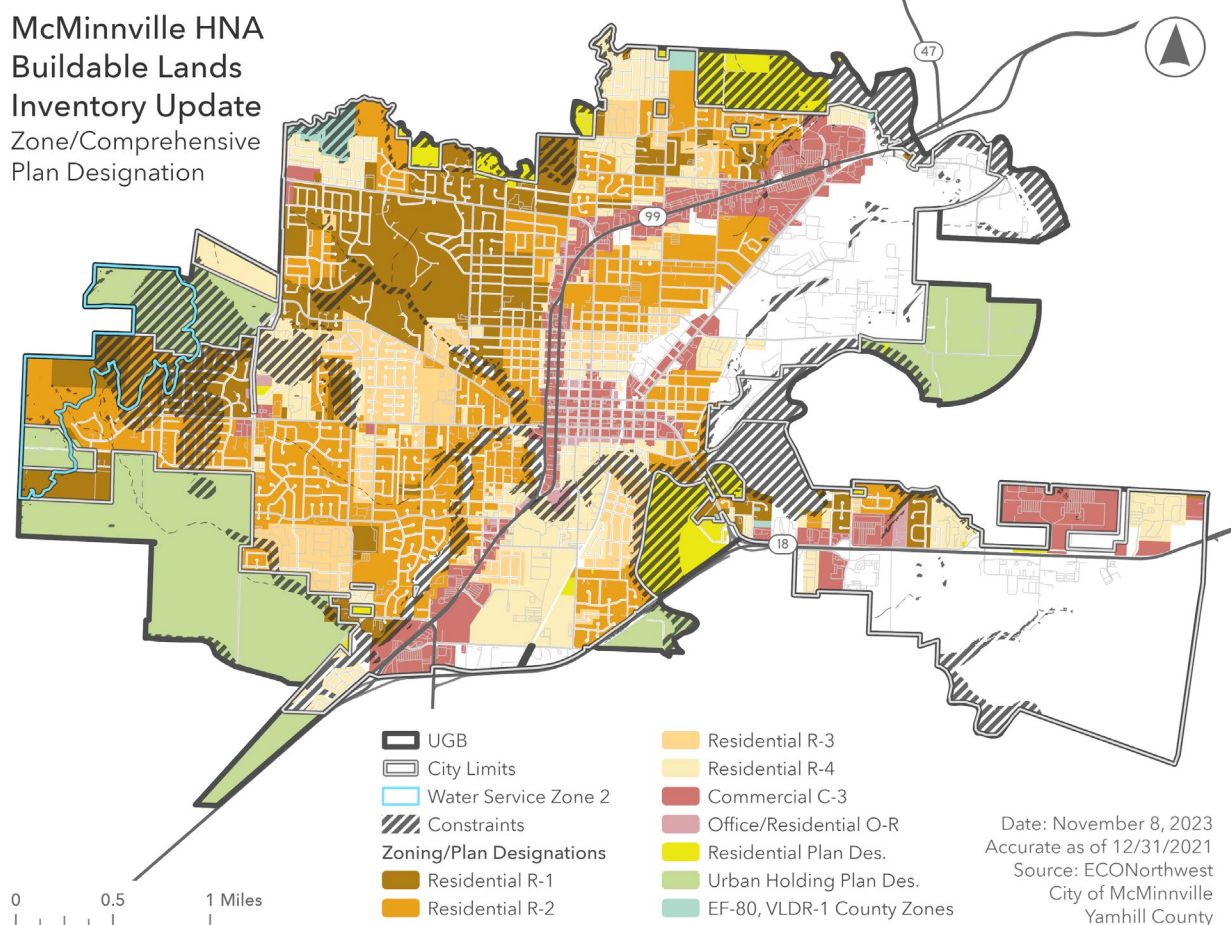 McMinnville HNA
Buildable Lands
Inventory Update
Zone/Comprehensive
Plan Designation
47
99
18
UGB
City Limits
Water Service Zone 2
Constraints
Zoning/Plan Designations
Residential R-1
Residential R-2
Residential R-3
Residential R-4
Commercial C-3
Office/Residential O-R
Residential Plan Des.
Urban Holding Plan Des.
EF-80, VLDR-1 County Zones
Date: November 8, 2023
Accurate as of 12/31/2021
Source: ECONorthwest
City of McMinnville
Yamhill County
0 0.5 1 Miles